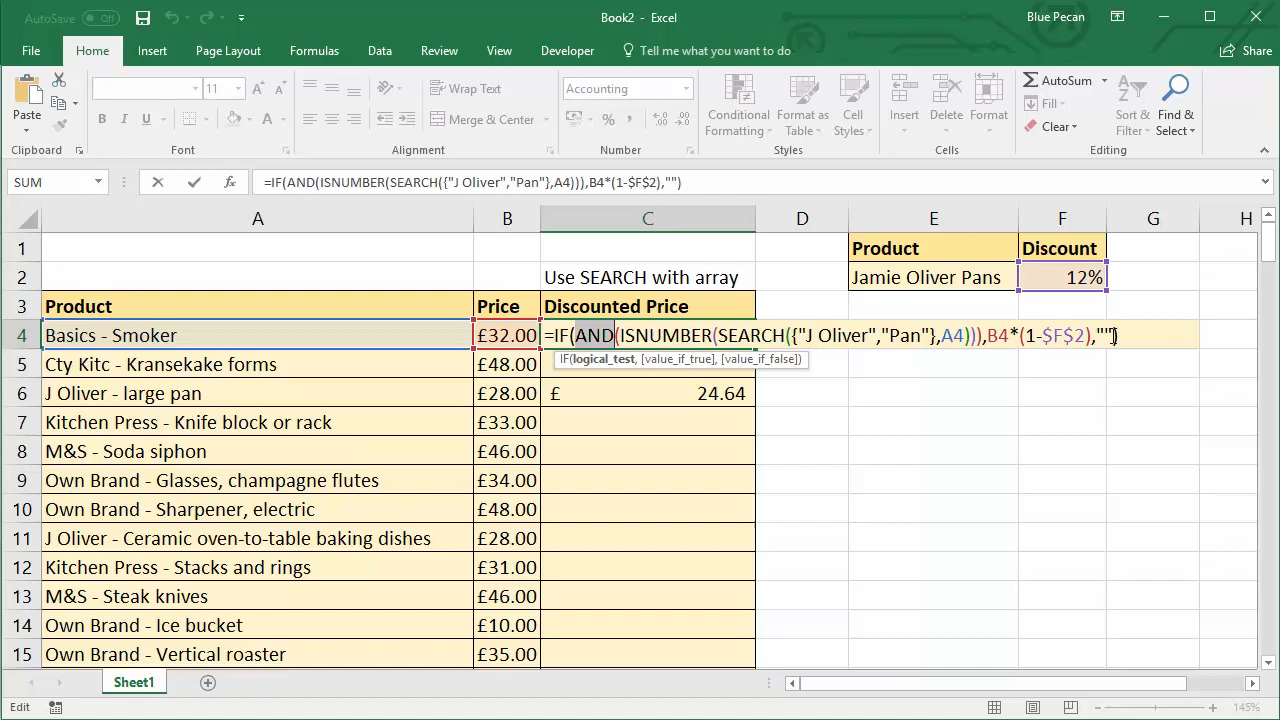 AutoSave Off Book2 - Excel Blue Pecan
File Home Insert Page Layout Formulas Data Review View Developer Tell me what you want to do Share
Paste 11 Wrap Text Accounting Conditional Formatting Format as Table Cell Styles Insert Delete Format AutoSum Sort & Filter Find & Select
B I U Merge & Center % Fill
Clear
Clipboard Font Alignment Number Styles Cells Editing
SUM fx =IF(AND(ISNUMBER(SEARCH({"J Oliver","Pan"},A4))),B4*(1-$F$2),"")
A B C D E F G H
1 Product Discount
2 Use SEARCH with array Jamie Oliver Pans 12%
3 Product Price Discounted Price
4 Basics - Smoker £32.00 =IF(AND(ISNUMBER(SEARCH({"J Oliver","Pan"},A4))),B4*(1-$F$2),"")
IF(logical_test, [value_if_true], [value_if_false])
5 Cty Kitc - Kransekake forms £48.00
6 J Oliver - large pan £28.00 £ 24.64
7 Kitchen Press - Knife block or rack £33.00
8 M&S - Soda siphon £46.00
9 Own Brand - Glasses, champagne flutes £34.00
10 Own Brand - Sharpener, electric £48.00
11 J Oliver - Ceramic oven-to-table baking dishes £28.00
12 Kitchen Press - Stacks and rings £31.00
13 M&S - Steak knives £46.00
14 Own Brand - Ice bucket £10.00
15 Own Brand - Vertical roaster £35.00
Sheet1
Edit 145%